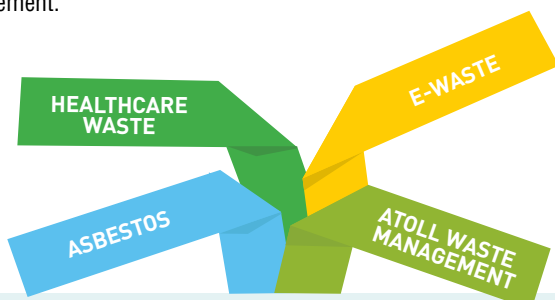 ement.
HEALTHCARE
WASTE
E-WASTE
ASBESTOS
ATOLL WASTE
MANAGEMENT